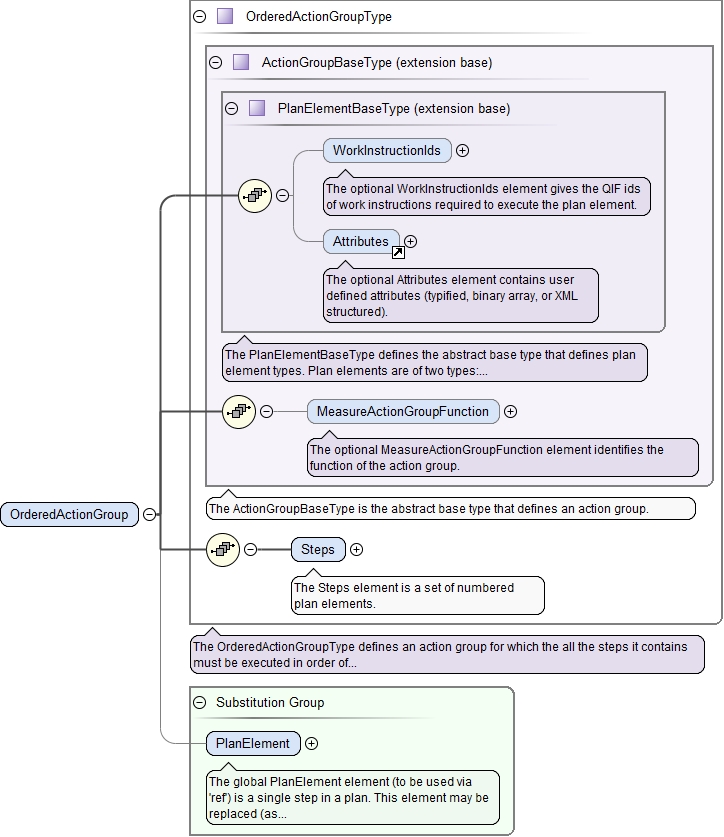 OrderedActionGroupType
ActionGroupBaseType (extension base)
PlanElementBaseType (extension base)
WorkInstructionIds
The optional WorkInstructionIds element gives the QIF ids
of work instructions required to execute the plan element.
Attributes
The optional Attributes element contains user
defined attributes (typified, binary array, or XML
structured).
The PlanElementBaseType defines the abstract base type that defines plan
element types. Plan elements are of two types:...
MeasureActionGroupFunction
The optional MeasureActionGroupFunction element identifies the
function of the action group.
The ActionGroupBaseType is the abstract base type that defines an action group.
OrderedActionGroup
Steps
The Steps element is a set of numbered
plan elements.
The OrderedActionGroupType defines an action group for which the all the steps it contains
must be executed in order of...
Substitution Group
PlanElement
The global PlanElement element (to be used via
'ref') is a single step in a plan. This element may be
replaced (as...